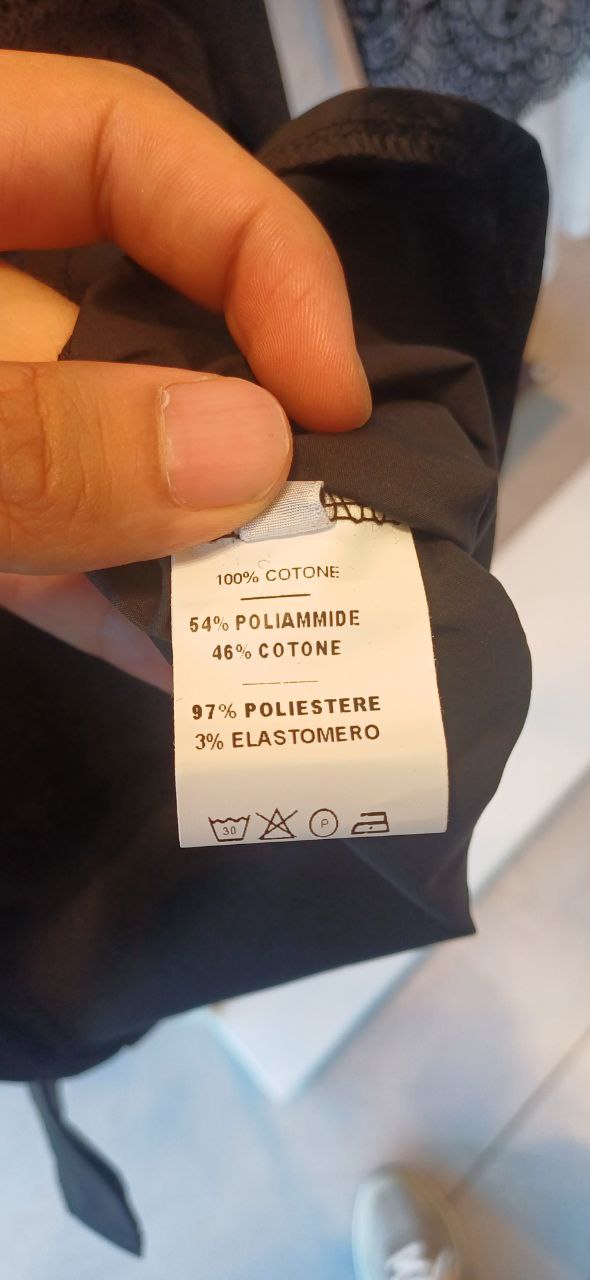 100% COTONE
54% POLIAMMIDE
46% COTONE
97% POLIESTERE
3% ELASTOMERO
30 P